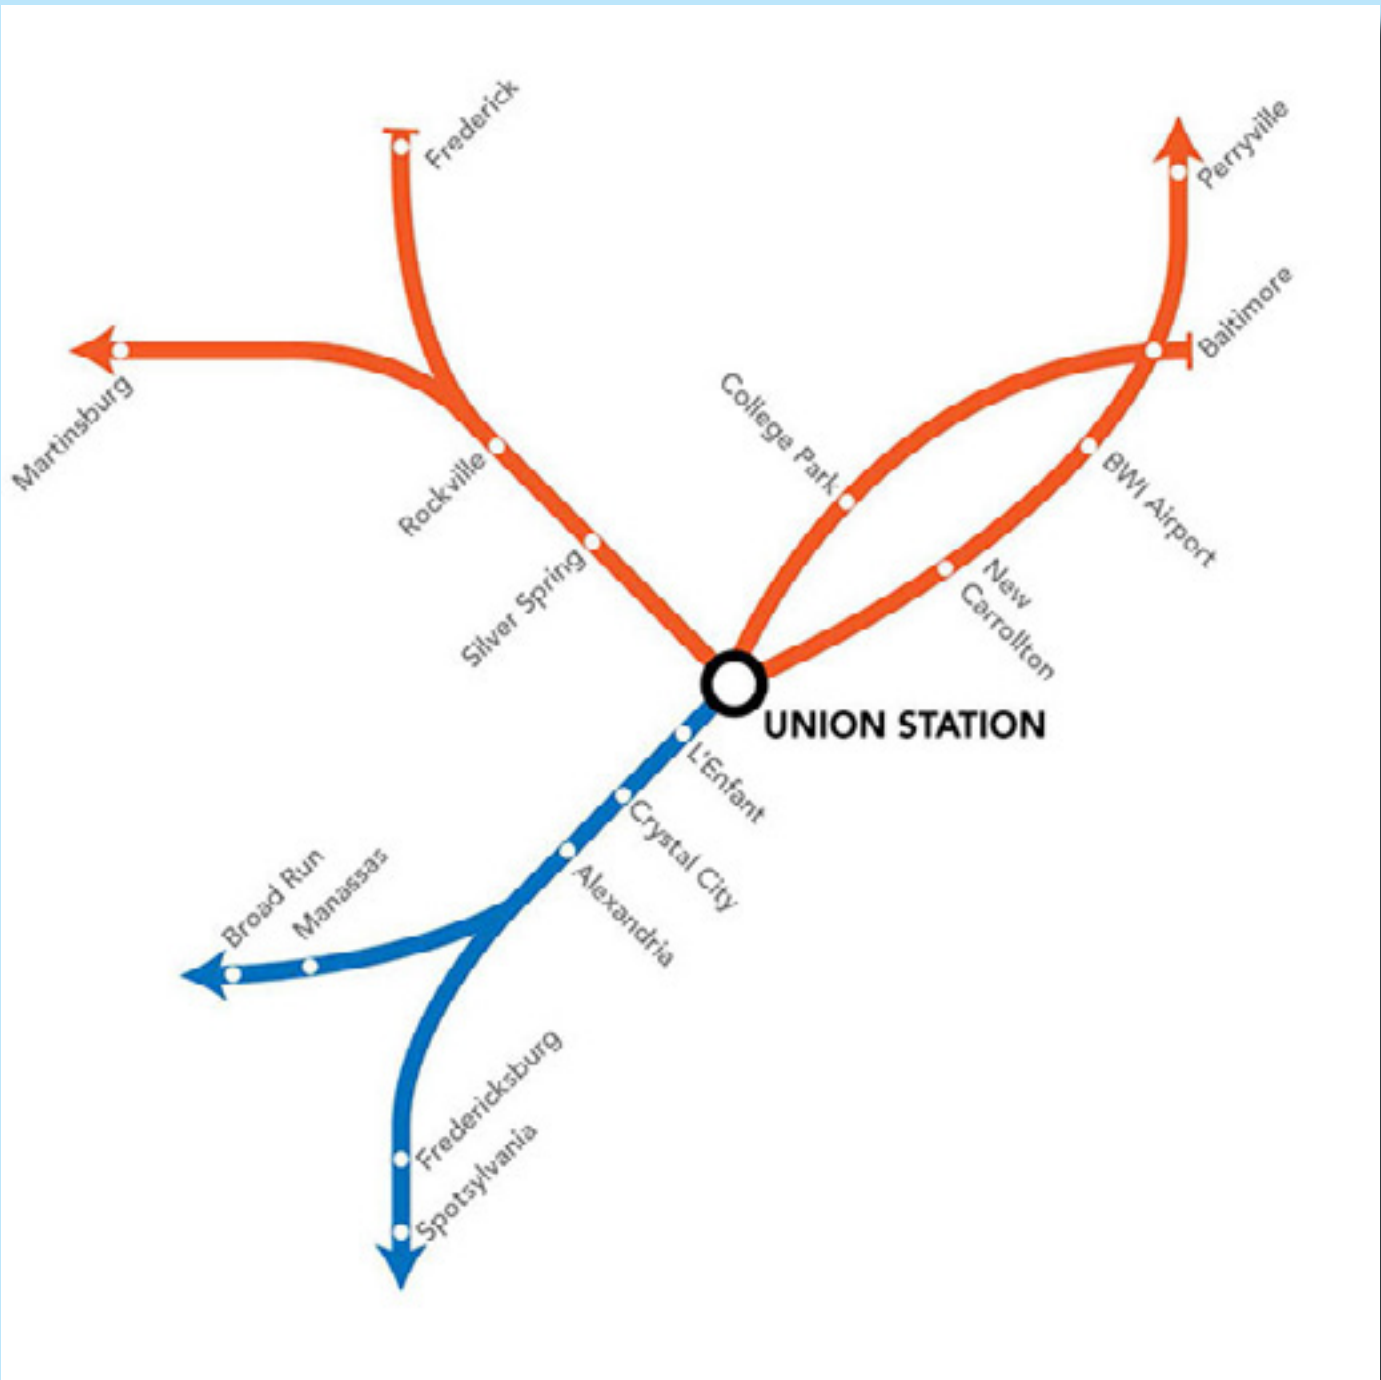 Frederick
Perryville
Baltimore
Martinsburg
College Park
Rockville
BWI Airport
Silver Spring
New
Carrollton
UNION STATION
L'Enfant
Crystal City
Broad Run
Manassas
Alexandria
Fredericksburg
Spotsylvania